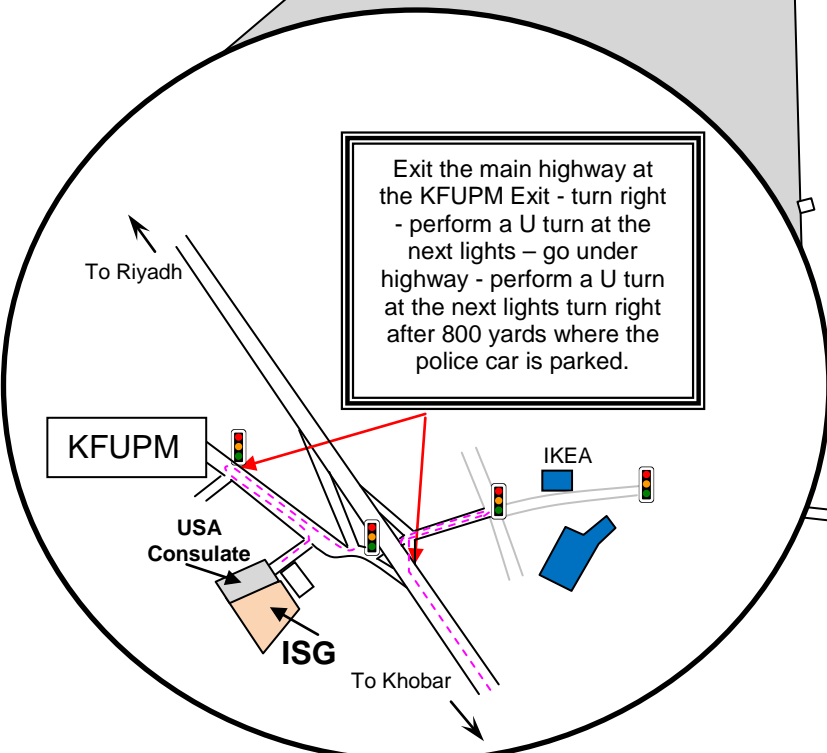 Exit the main highway at
the KFUPM Exit - turn right
- perform a U turn at the
next lights – go under
highway - perform a U turn
at the next lights turn right
after 800 yards where the
police car is parked.
To Riyadh
KFUPM
IKEA
USA
Consulate
ISG
To Khobar